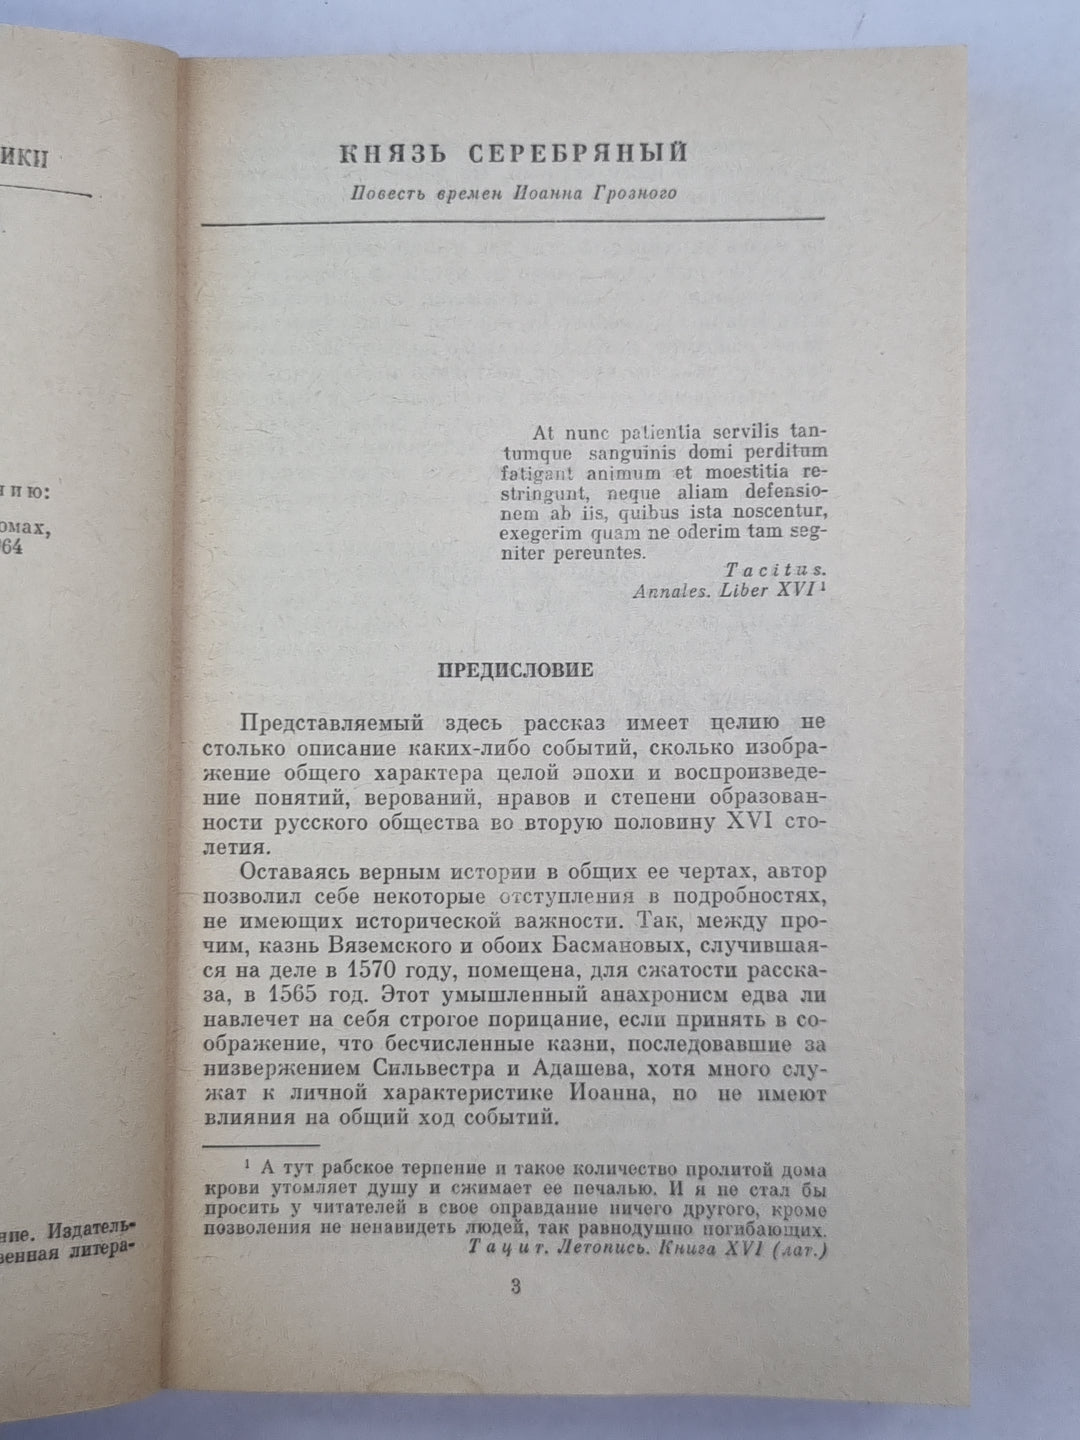 ИКИ
нию:
омах,
64
ние. Издатель-
венная литера-
КНЯЗЬ СЕРЕБРЯНЫЙ
Повесть времен Иоанна Грозного
At nunc patientia servilis tan-
tumque sanguinis domi perditum
fatigant animum et moestitia re-
stringunt, neque aliam defensio-
nem ab iis, quibus ista noscentur,
exegerim quam ne oderim tam seg-
niter pereuntes.
Tacitus.
Annales. Liber XVI¹
ПРЕДИСЛОВИЕ
Представляемый здесь рассказ имеет целию не
столько описание каких-либо событий, сколько изобра-
жение общего характера целой эпохи и воспроизведе-
ние понятий, верований, нравов и степени образован-
ности русского общества во вторую половину XVI сто-
летия.
Оставаясь верным истории в общих ее чертах, автор
позволил себе некоторые отступления в подробностях,
не имеющих исторической важности. Так, между про-
чим, казнь Вяземского и обоих Басмановых, случившая-
ся на деле в 1570 году, помещена, для сжатости расска-
за, в 1565 год. Этот умышленный анахронисм едва ли
навлечет на себя строгое порицание, если принять в со-
ображение, что бесчисленные казни, последовавшие за
низвержением Сильвестра и Адашева, хотя много слу-
жат к личной характеристике Иоанна, но не имеют
влияния на общий ход событий.
¹ А тут рабское терпение и такое количество пролитой дома
крови утомляет душу и сжимает ее печалью. И я не стал бы
просить у читателей в свое оправдание ничего другого, кроме
позволения не ненавидеть людей, так равнодушно погибающих.
Тацит. Летопись. Книга XVI (лат.)
3